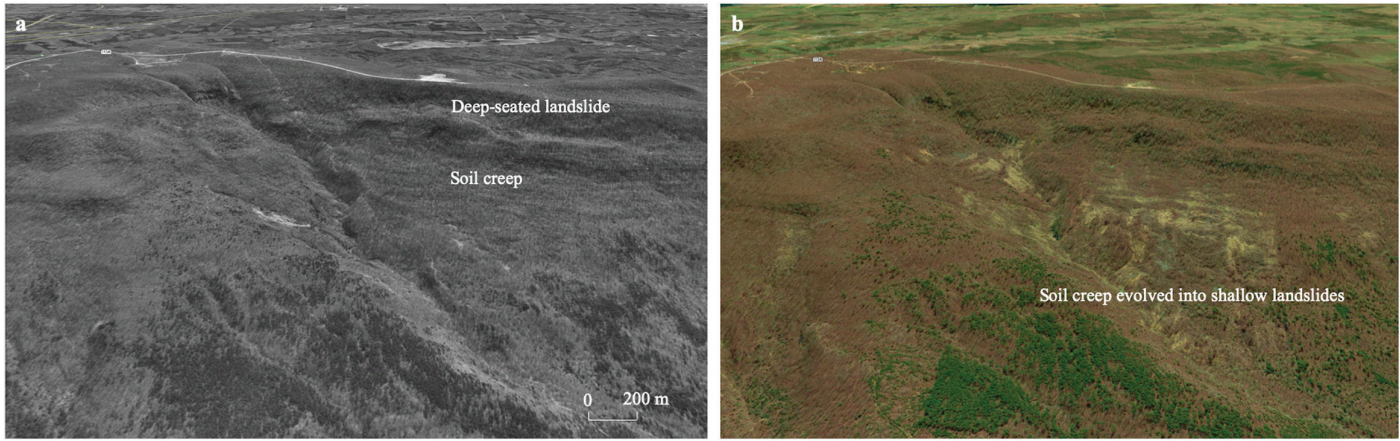 a
Deep-seated landslide
Soil creep
0 200 m
b
Soil creep evolved into shallow landslides